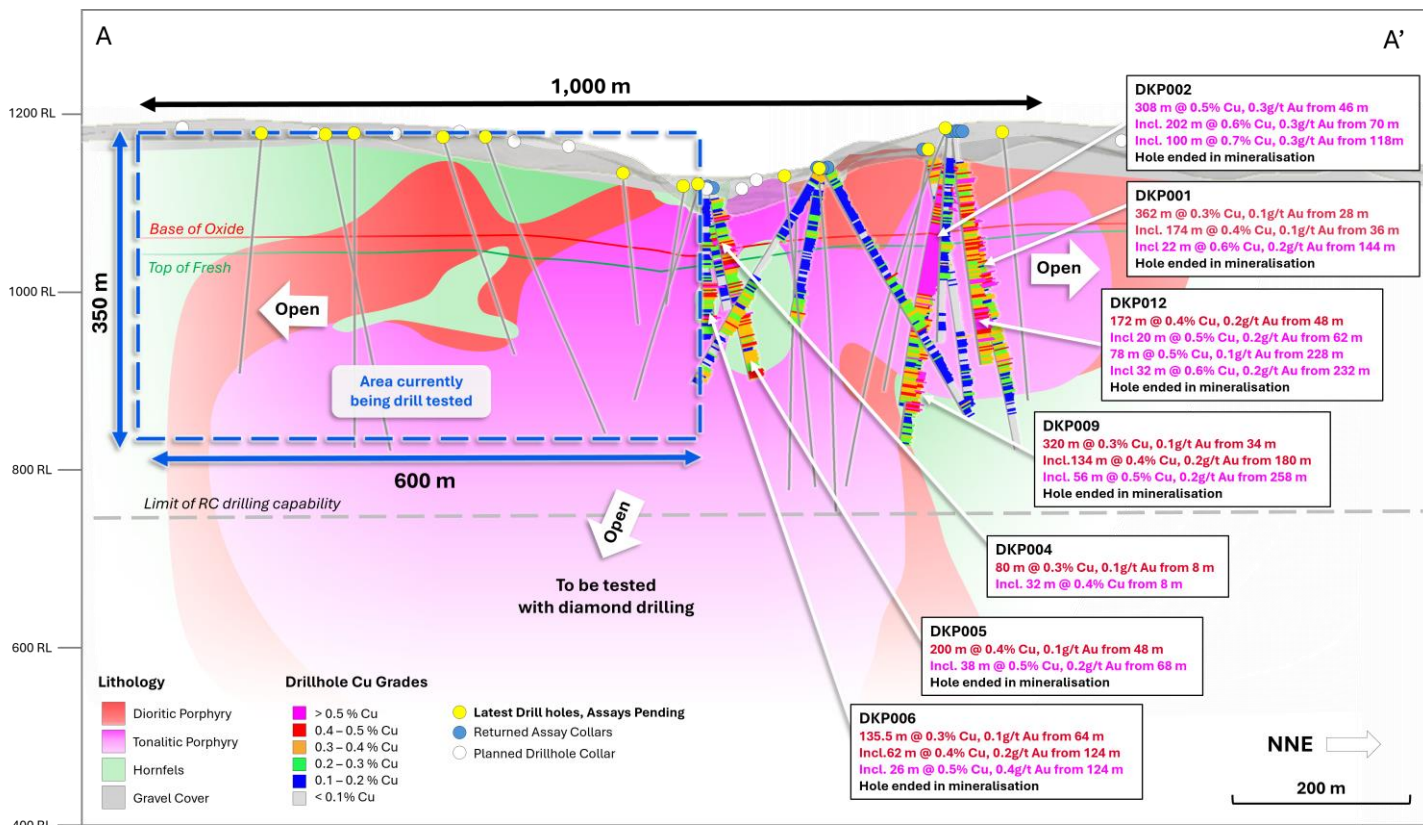 A
A’
1,000 m
1200 RL
1000 RL
800 RL
600 RL
400 RL
350 m
Base of Oxide
Top of Fresh
Open
Open
Area currently
being drill tested
600 m
Limit of RC drilling capability
Open
To be tested
with diamond drilling
DKP002
308 m @ 0.5% Cu, 0.3g/t Au from 46 m
Incl. 202 m @ 0.6% Cu, 0.3g/t Au from 70 m
Incl. 100 m @ 0.7% Cu, 0.3g/t Au from 118m
Hole ended in mineralisation
DKP001
362 m @ 0.3% Cu, 0.1g/t Au from 28 m
Incl. 174 m @ 0.4% Cu, 0.1g/t Au from 36 m
Incl 22 m @ 0.6% Cu, 0.2g/t Au from 144 m
Hole ended in mineralisation
DKP012
172 m @ 0.4% Cu, 0.2g/t Au from 48 m
Incl 20 m @ 0.5% Cu, 0.2g/t Au from 62 m
78 m @ 0.5% Cu, 0.1g/t Au from 228 m
Incl 32 m @ 0.6% Cu, 0.2g/t Au from 232 m
Hole ended in mineralisation
DKP009
320 m @ 0.3% Cu, 0.1g/t Au from 34 m
Incl.134 m @ 0.4% Cu, 0.2g/t Au from 180 m
Incl. 56 m @ 0.5% Cu, 0.2g/t Au from 258 m
Hole ended in mineralisation
DKP004
80 m @ 0.3% Cu, 0.1g/t Au from 8 m
Incl. 32 m @ 0.4% Cu from 8 m
DKP005
200 m @ 0.4% Cu, 0.1g/t Au from 48 m
Incl. 38 m @ 0.5% Cu, 0.2g/t Au from 68 m
Hole ended in mineralisation
DKP006
135.5 m @ 0.3% Cu, 0.1g/t Au from 64 m
Incl.62 m @ 0.4% Cu, 0.2g/t Au from 124 m
Incl. 26 m @ 0.5% Cu, 0.4g/t Au from 124 m
Hole ended in mineralisation
Lithology
Dioritic Porphyry
Tonalitic Porphyry
Hornfels
Gravel Cover
Drillhole Cu Grades
> 0.5 % Cu
0.4 – 0.5 % Cu
0.3 – 0.4 % Cu
0.2 – 0.3 % Cu
0.1 – 0.2 % Cu
< 0.1% Cu
Latest Drill holes, Assays Pending
Returned Assay Collars
Planned Drillhole Collar
NNE
200 m